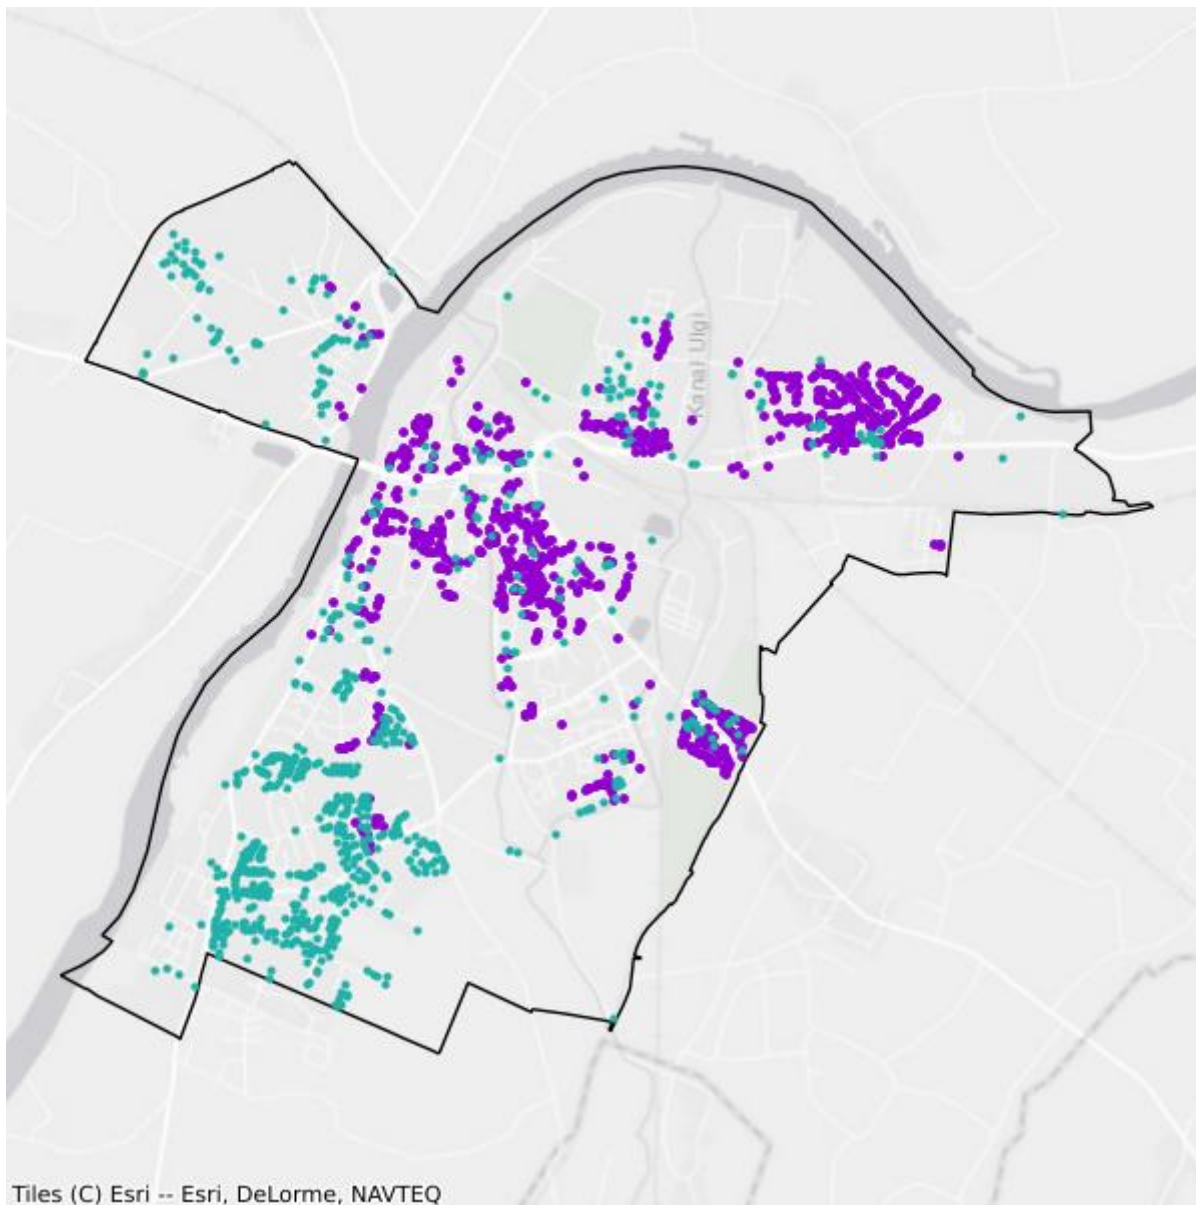 Kanał Ulgi
Tiles (C) Esri -- Esri, DeLorme, NAVTEQ